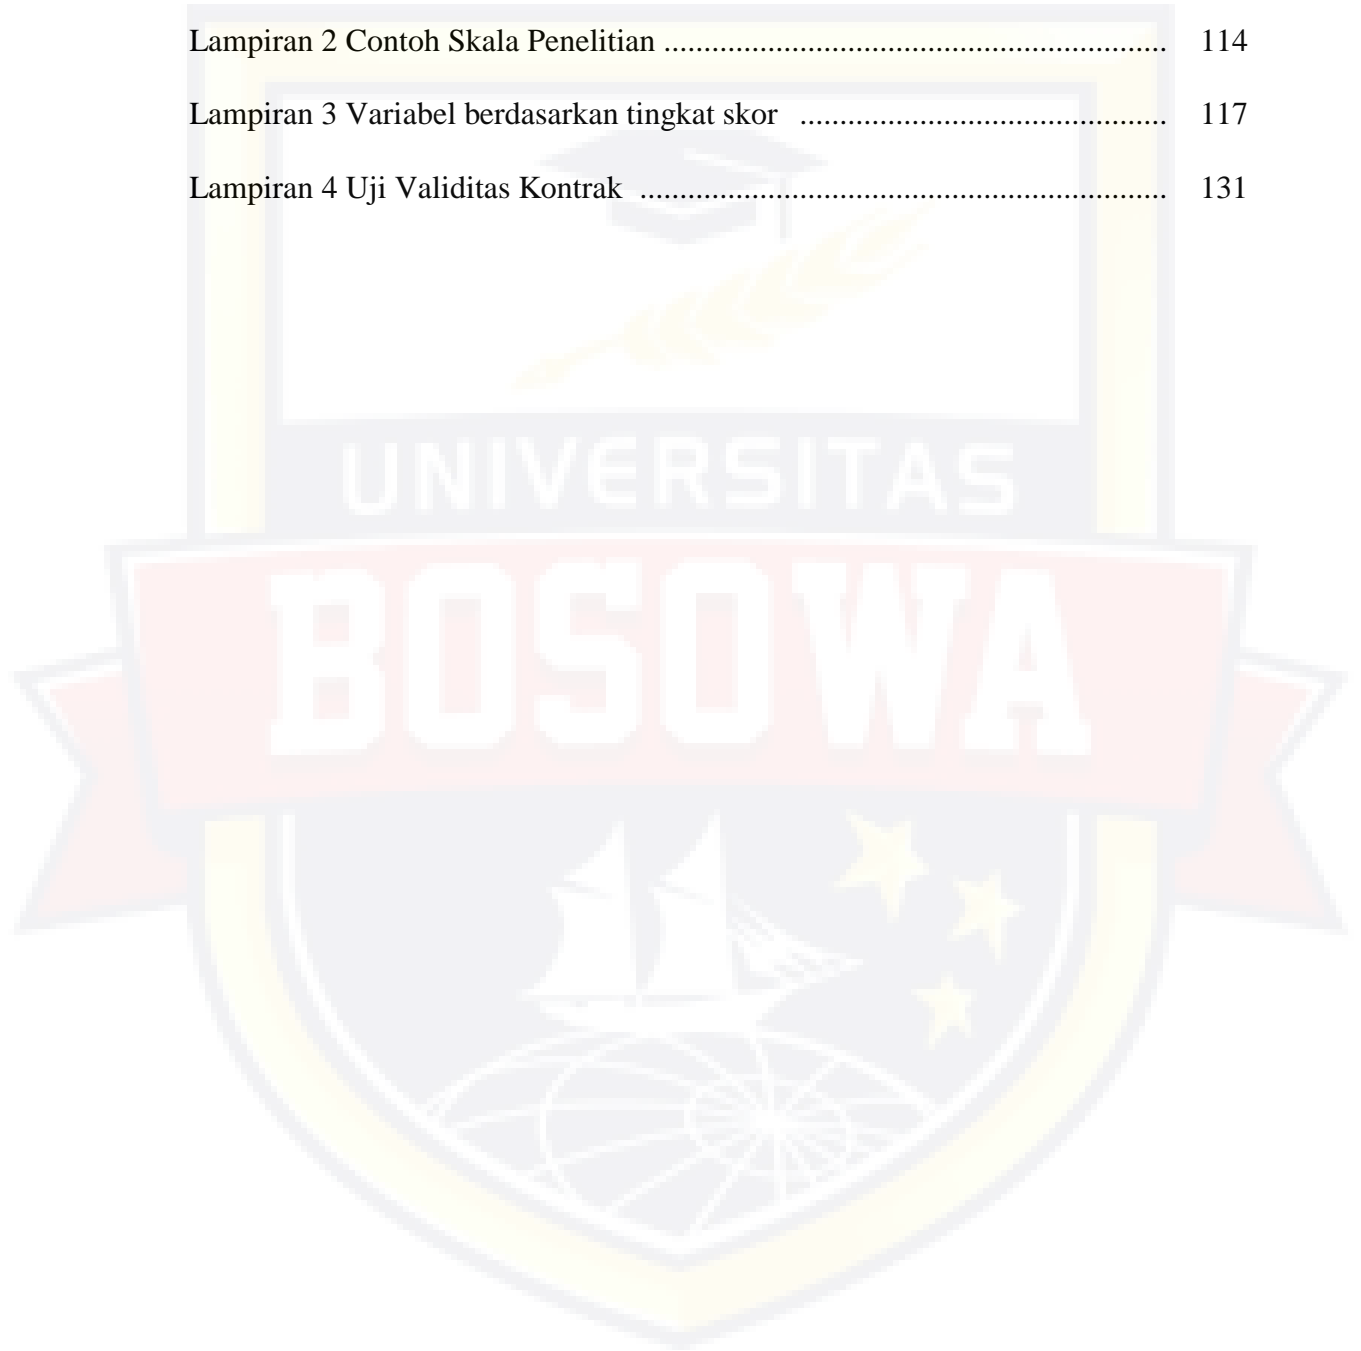 Lampiran 2 Contoh Skala Penelitian ............................................................... 114
Lampiran 3 Variabel berdasarkan tingkat skor .............................................. 117
Lampiran 4 Uji Validitas Kontrak .................................................................. 131
UNIVERSITAS
BOSOWA